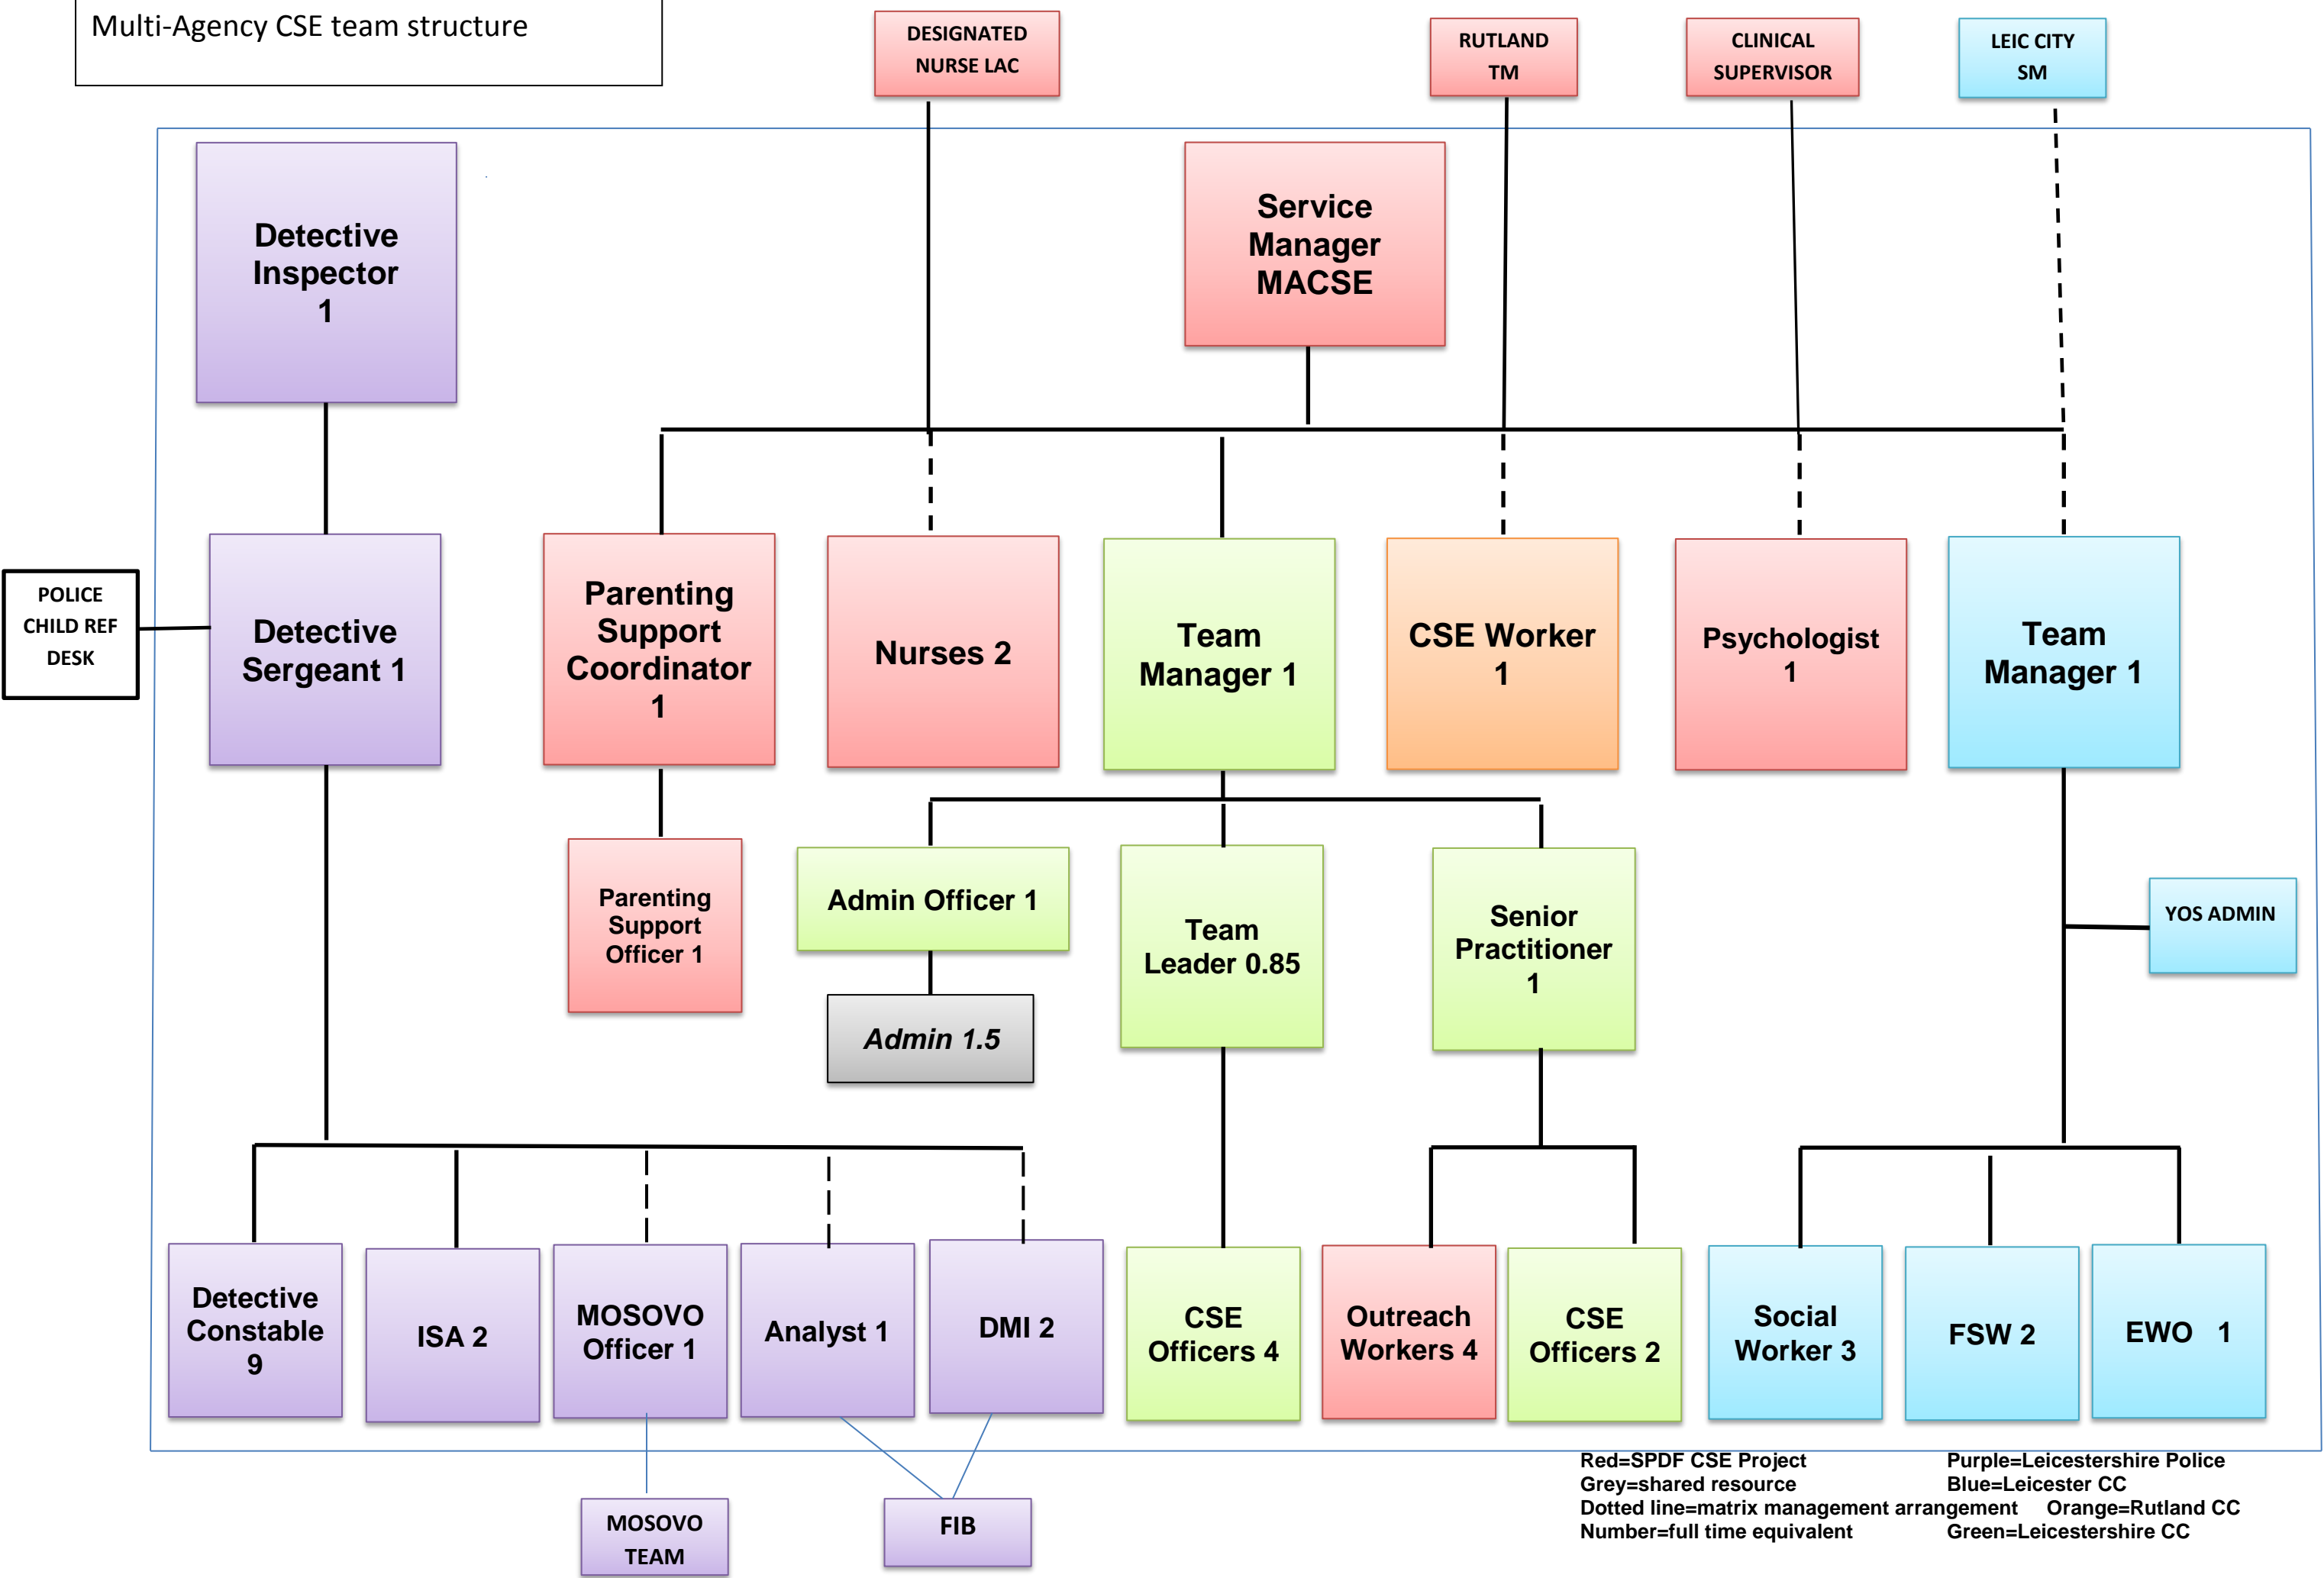 Multi-Agency CSE team structure
DESIGNATED
NURSE LAC
RUTLAND
TM
CLINICAL
SUPERVISOR
LEIC CITY
SM
Detective
Inspector
1
Service
Manager
MACSE
POLICE
CHILD REF
DESK
Detective
Sergeant 1
Parenting
Support
Coordinator
1
Nurses 2
Team
Manager 1
CSE Worker
1
Psychologist
1
Team
Manager 1
Parenting
Support
Officer 1
Admin Officer 1
Admin 1.5
Team
Leader 0.85
Senior
Practitioner
1
YOS ADMIN
Detective
Constable
9
ISA 2
MOSOVO
Officer 1
Analyst 1
DMI 2
CSE
Officers 4
Outreach
Workers 4
CSE
Officers 2
Social
Worker 3
FSW 2
EWO 1
MOSOVO
TEAM
FIB
Red=SPDF CSE Project Purple=Leicestershire Police
Grey=shared resource Blue=Leicester CC
Dotted line=matrix management arrangement Orange=Rutland CC
Number=full time equivalent Green=Leicestershire CC